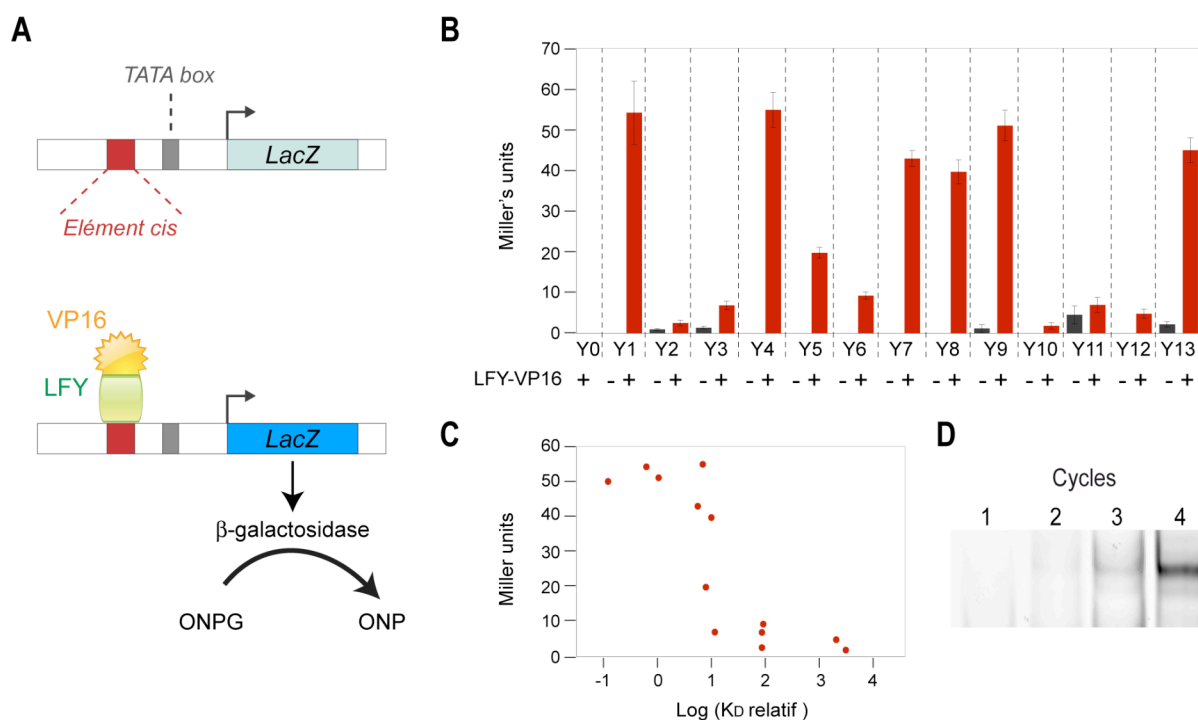 A
TATA box
LacZ
Elément cis
VP16
LFY
LacZ
β-galactosidase
ONPG
ONP
B
Miller's units
70
60
50
40
30
20
10
0
Y0 Y1 Y2 Y3 Y4 Y5 Y6 Y7 Y8 Y9 Y10 Y11 Y12 Y13
LFY-VP16 + - + - + - + - + - + - + - + - + - + - + - + - + - +
C
Miller units
60
50
40
30
20
10
0
-1 0 1 2 3 4
Log (KD relatif )
D
Cycles
1 2 3 4